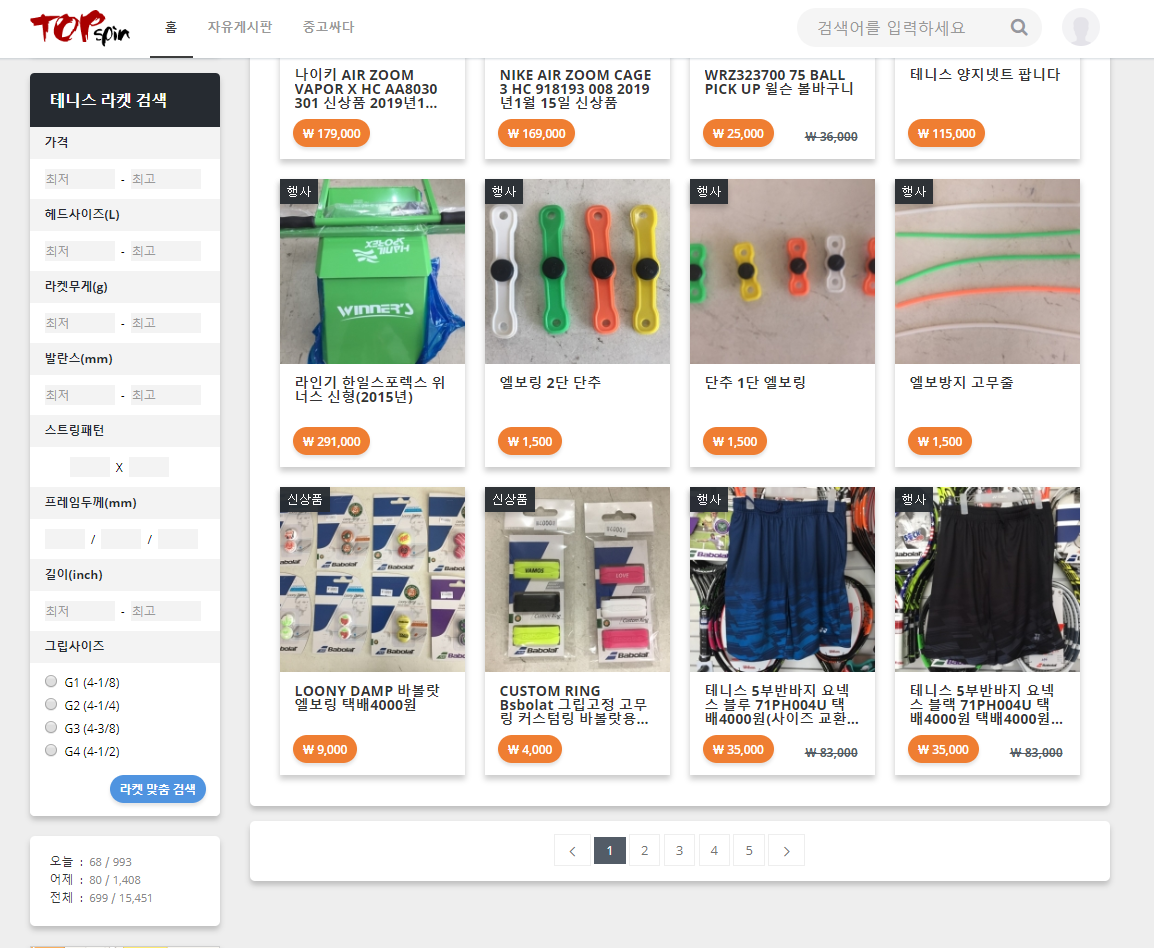 TOPspin
홈
자유게시판
중고싸다
검색어를 입력하세요
테니스 라켓 검색
가격
최저 - 최고
헤드사이즈(L)
최저 - 최고
라켓무게(g)
최저 - 최고
발란스(mm)
최저 - 최고
스트링패턴
X
프레임두께(mm)
/ /
길이(inch)
최저 - 최고
그립사이즈
G1 (4-1/8)
G2 (4-1/4)
G3 (4-3/8)
G4 (4-1/2)
라켓 맞춤 검색
오늘 : 68 / 993
어제 : 80 / 1,408
전체 : 699 / 15,451
나이키 AIR ZOOM
VAPOR X HC AA8030
301 신상품 2019년1...
₩ 179,000
NIKE AIR ZOOM CAGE
3 HC 918193 008 2019
년1월 15일 신상품
₩ 169,000
WRZ323700 75 BALL
PICK UP 윌슨 볼바구니
₩ 25,000
₩ 36,000
테니스 양지넷트 팝니다
₩ 115,000
행사
HANIL SPOREX
WINNER'S
라인기 한일스포렉스 위
너스 신형(2015년)
₩ 291,000
행사
엘보링 2단 단추
₩ 1,500
행사
단추 1단 엘보링
₩ 1,500
행사
엘보방지 고무줄
₩ 1,500
신상품
Babolat
LOONY DAMP 바볼랏
엘보링 택배4000원
₩ 9,000
신상품
VAMOS
LOVE
Custom Ring
Babolat
Babolat
CUSTOM RING
Bsbolat 그립고정 고무
링 커스텀링 바볼랏용...
₩ 4,000
행사
Babolat
테니스 5부반바지 요넥
스 블루 71PH004U 택
배4000원(사이즈 교환...
₩ 35,000
₩ 83,000
행사
Babolat
테니스 5부반바지 요넥
스 블랙 71PH004U 택
배4000원 택배4000원...
₩ 35,000
₩ 83,000
< 1 2 3 4 5 >